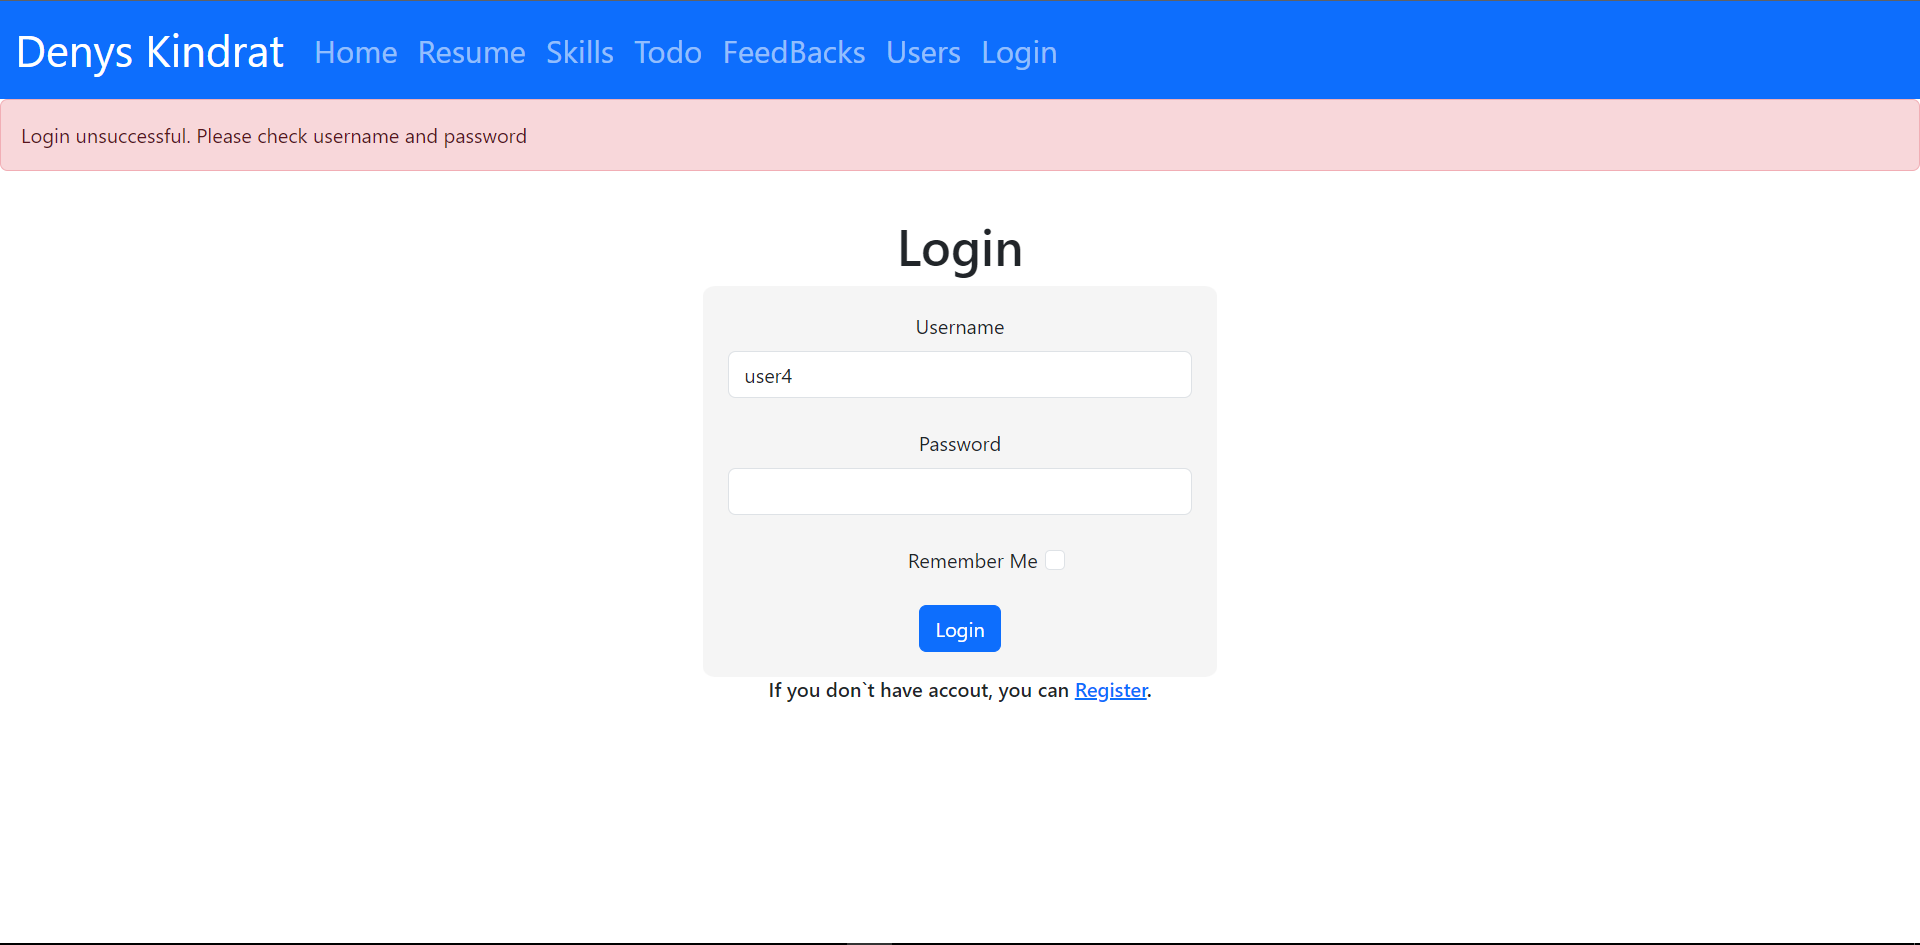 Denys Kindrat Home Resume Skills Todo FeedBacks Users Login
Login unsuccessful. Please check username and password
Login
Username
user4
Password
Remember Me
Login
If you don`t have accout, you can Register.